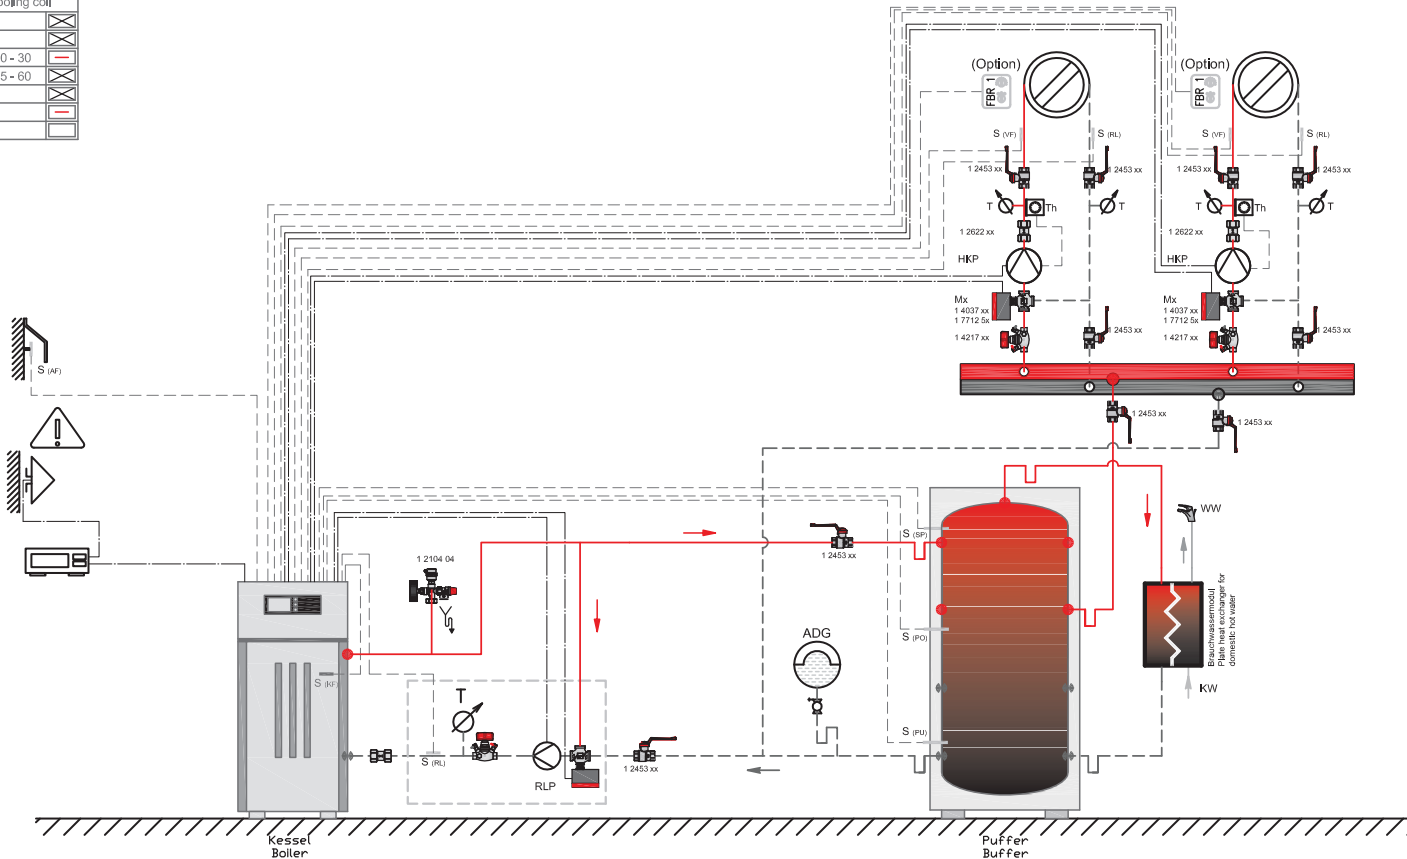 cooling coil
0 - 30
5 - 60
(Option)
FBR 1
S (VF)
S (RL)
1 2453 xx
1 2453 xx
T
Th
T
1 2622 xx
HKP
Mx
1 4037 xx
1 7712 5x
1 4217 xx
1 2453 xx
(Option)
FBR 1
S (VF)
S (RL)
1 2453 xx
1 2453 xx
T
Th
T
1 2622 xx
HKP
Mx
1 4037 xx
1 7712 5x
1 4217 xx
1 2453 xx
S (AF)
1 2453 xx
1 2453 xx
1 2104 04
1 2453 xx
S (SP)
WW
ADG
S (PO)
Brauchwassermodul
Plate heat exchanger for
domestic hot water
KW
S (KF)
T
S (RL)
RLP
1 2453 xx
S (PU)
Kessel
Boiler
Puffer
Buffer